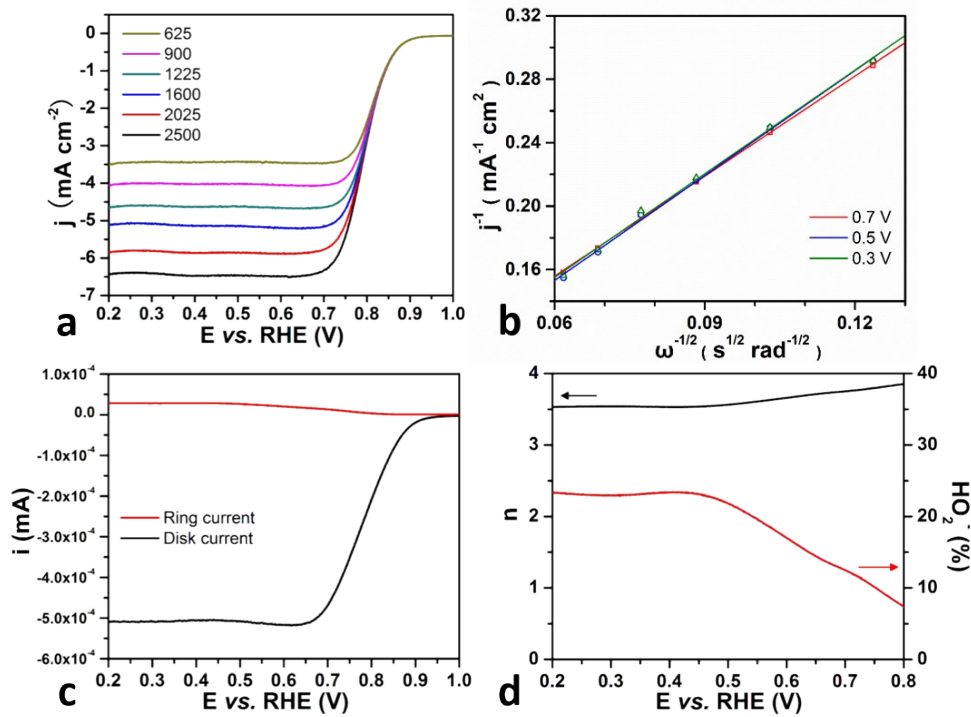 0
-1
-2
-3
-4
-5
-6
-7
j ( mA cm⁻²)
625
900
1225
1600
2025
2500
0.2 0.3 0.4 0.5 0.6 0.7 0.8 0.9 1.0
E vs. RHE (V)
a
0.32
0.28
0.24
0.20
0.16
j⁻¹ ( mA⁻¹ cm²)
0.7 V
0.5 V
0.3 V
0.06 0.09 0.12
ω⁻¹/² ( s¹/² rad⁻¹/²)
b
1.0x10⁻⁴
0.0
-1.0x10⁻⁴
-2.0x10⁻⁴
-3.0x10⁻⁴
-4.0x10⁻⁴
-5.0x10⁻⁴
-6.0x10⁻⁴
i (mA)
Ring current
Disk current
0.2 0.3 0.4 0.5 0.6 0.7 0.8 0.9 1.0
E vs. RHE (V)
c
4
3
2
1
0
n
40
30
20
10
0
HO₂⁻ (%)
0.2 0.3 0.4 0.5 0.6 0.7 0.8
E vs. RHE (V)
d